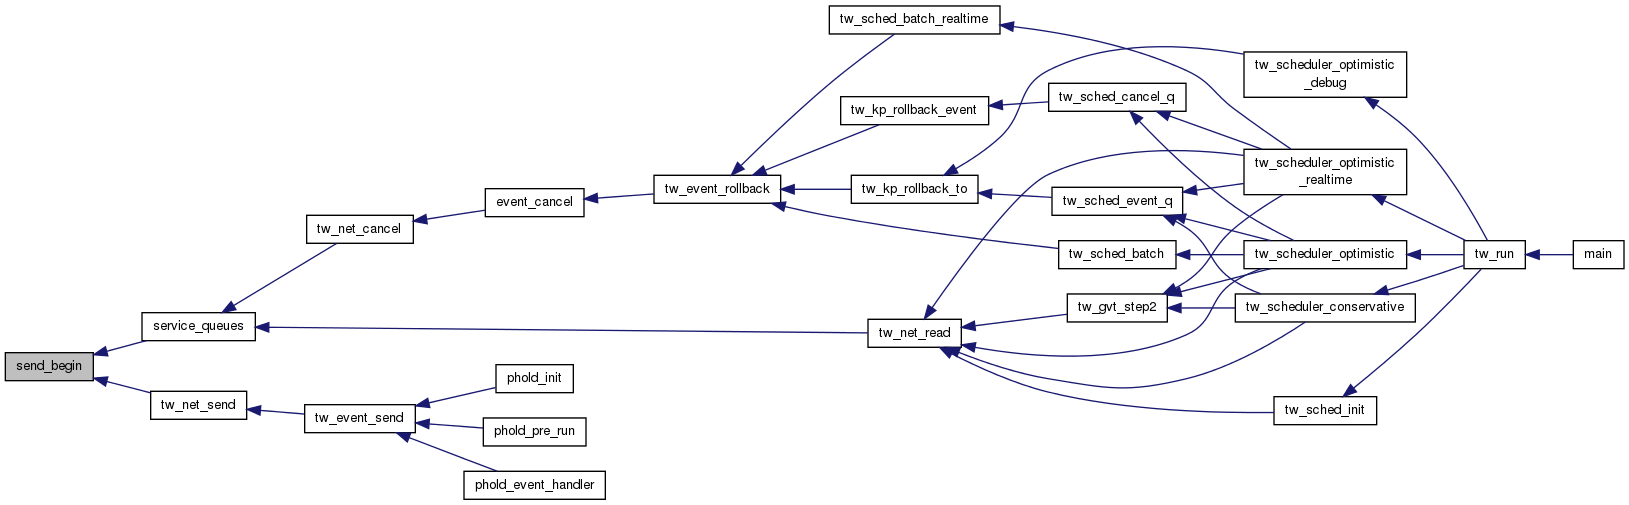 tw_sched_batch_realtime
tw_scheduler_optimistic
_debug
tw_sched_cancel_q
tw_kp_rollback_event
tw_scheduler_optimistic
_realtime
tw_event_rollback
tw_kp_rollback_to
event_cancel
tw_sched_event_q
tw_net_cancel
tw_sched_batch
tw_scheduler_optimistic
tw_run
main
tw_gvt_step2
tw_scheduler_conservative
service_queues
tw_net_read
send_begin
phold_init
tw_net_send
tw_event_send
tw_sched_init
phold_pre_run
phold_event_handler